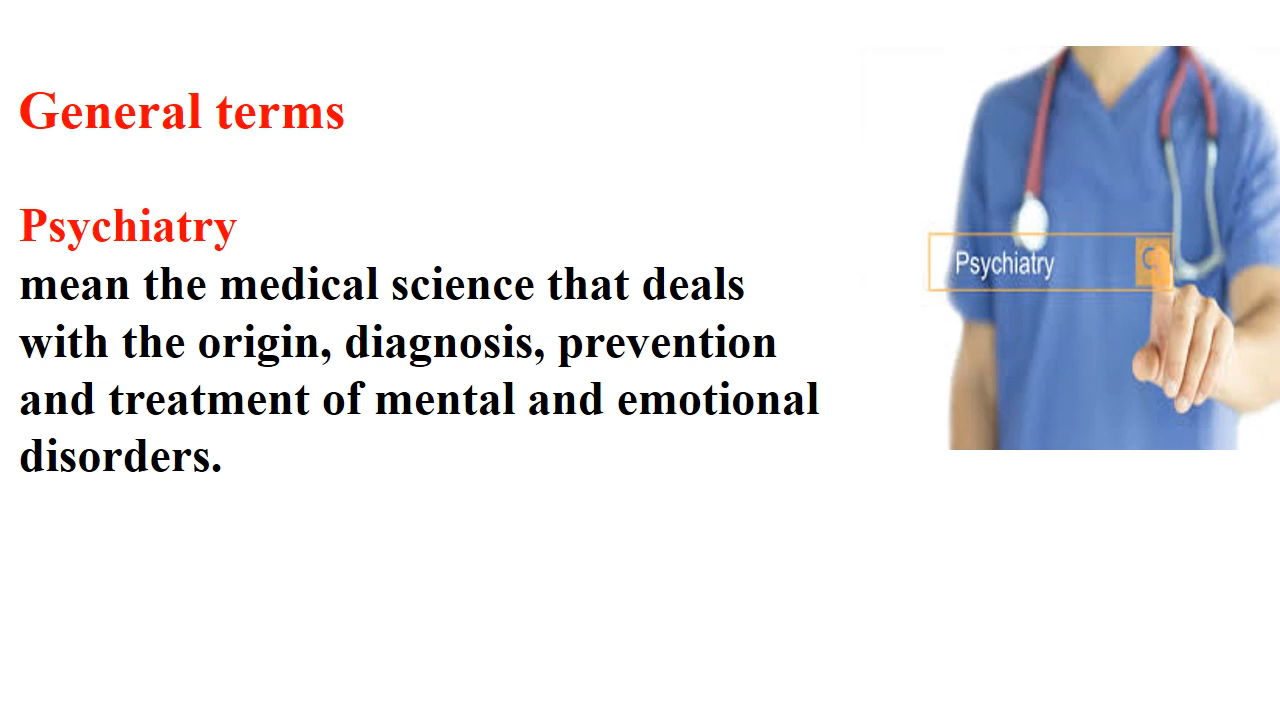 General terms
Psychiatry
mean the medical science that deals
with the origin, diagnosis, prevention
and treatment of mental and emotional
disorders.
Psychiatry